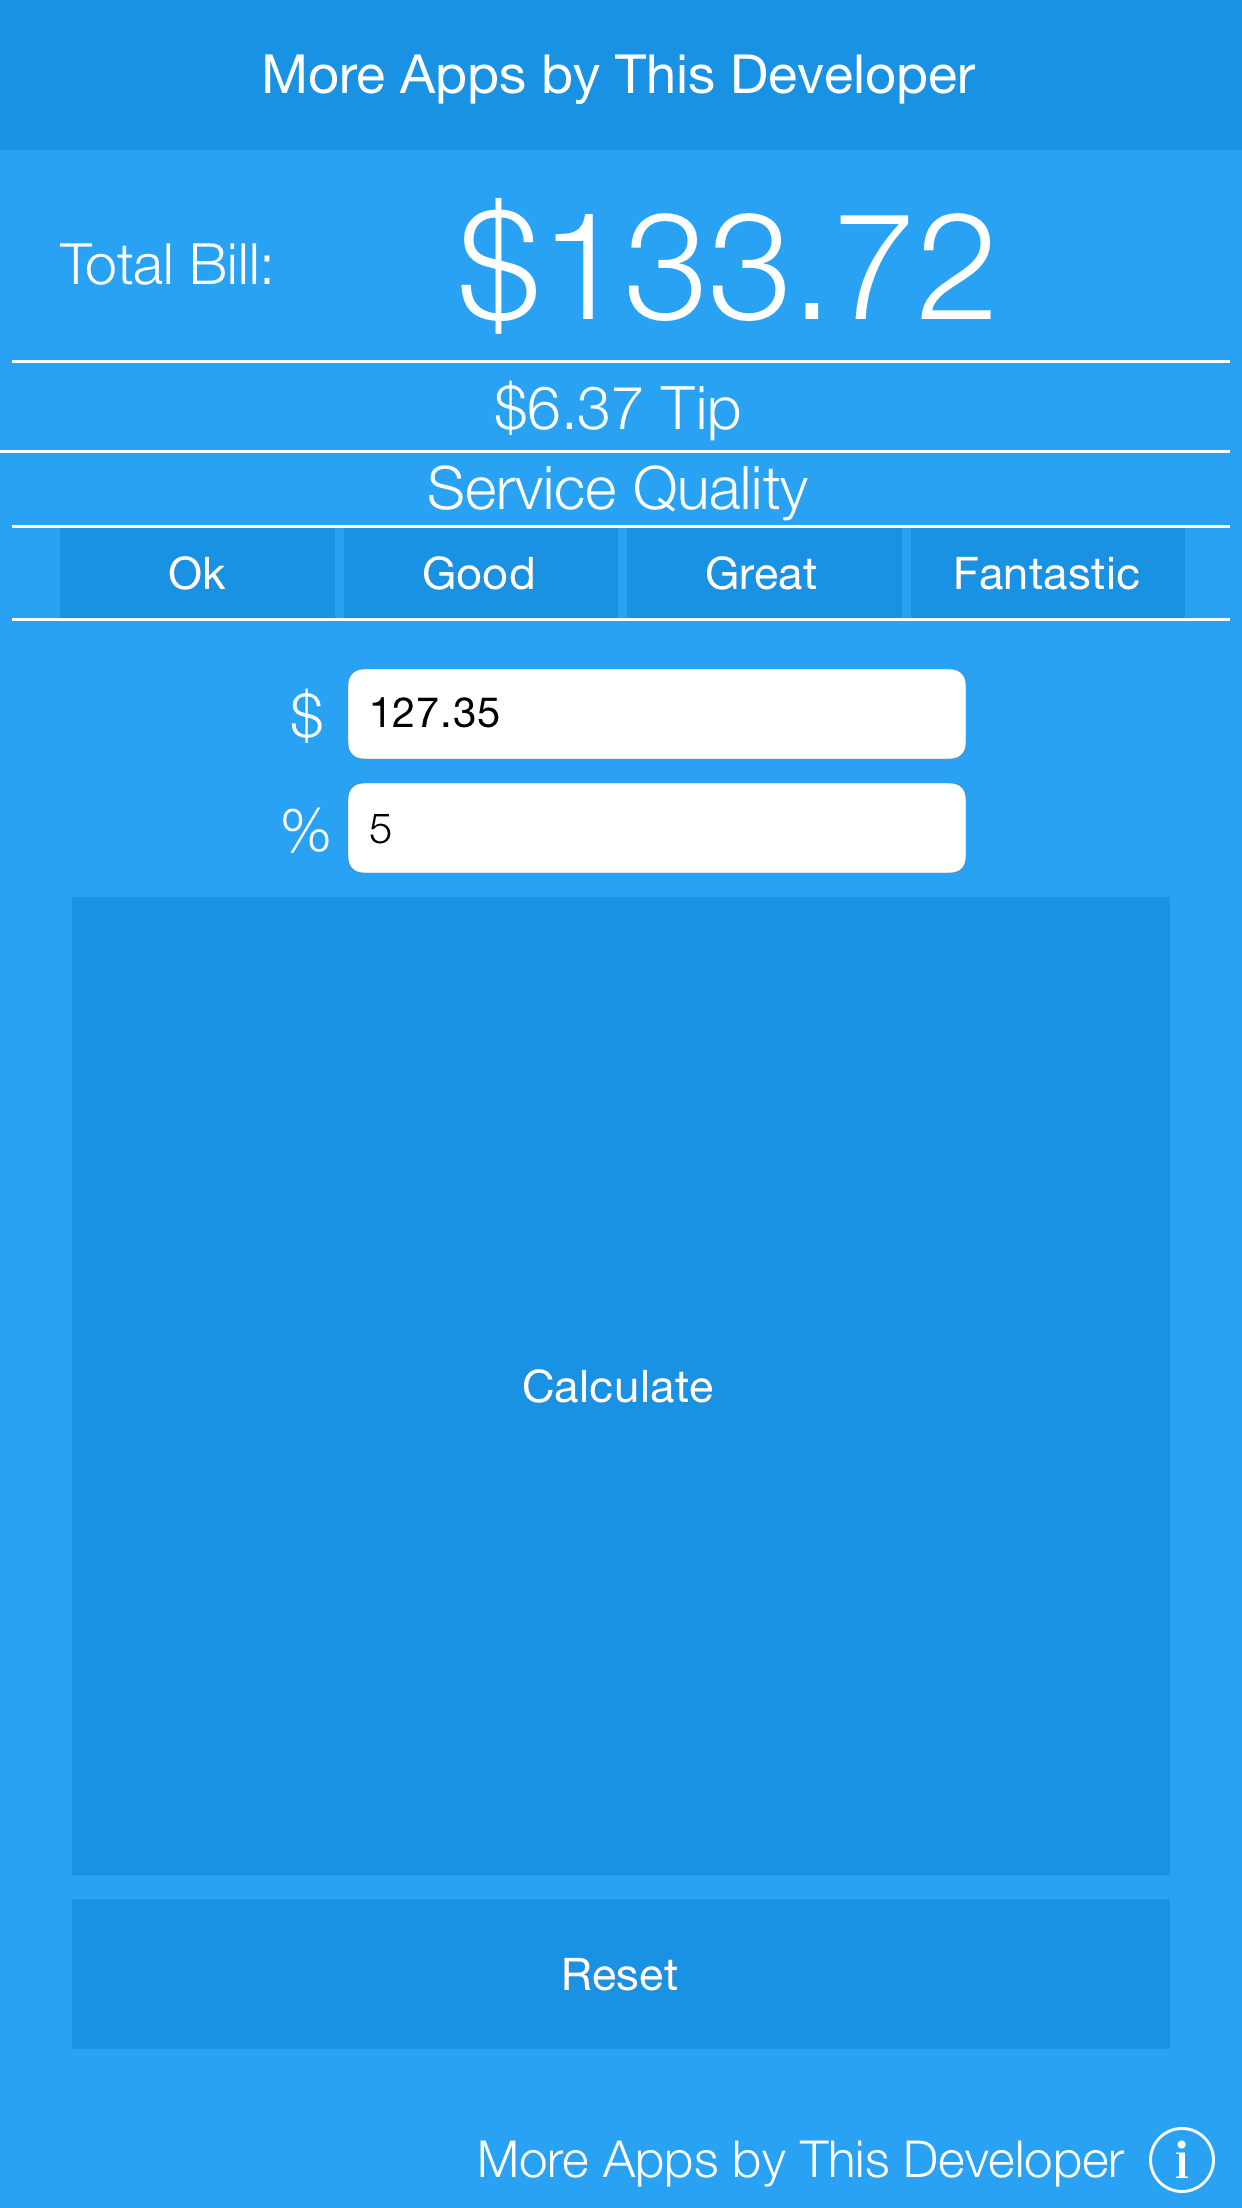 More Apps by This Developer
Total Bill: $133.72
$6.37 Tip
Service Quality
Ok Good Great Fantastic
$ 127.35
% 5
Calculate
Reset
More Apps by This Developer i